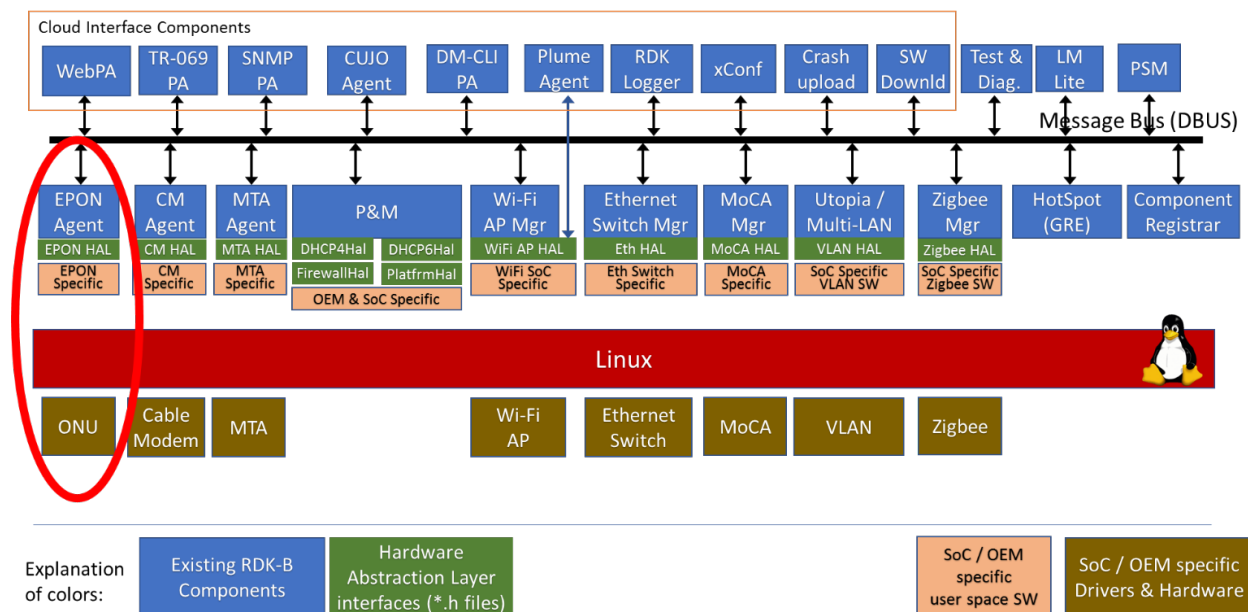 Cloud Interface Components
WebPA
TR-069
PA
SNMP
PA
CUJO
Agent
DM-CLI
PA
Plume
Agent
RDK
Logger
xConf
Crash
upload
SW
Downld
Test &
Diag.
LM
Lite
PSM
Message Bus (DBUS)
EPON
Agent
EPON HAL
EPON
Specific
CM
Agent
CM HAL
CM
Specific
MTA
Agent
MTA HAL
MTA
Specific
P&M
DHCP4Hal
DHCP6Hal
FirewallHal
PlatfrmHal
OEM & SoC Specific
Wi-Fi
AP Mgr
WiFi AP HAL
WiFi SoC
Specific
Ethernet
Switch Mgr
Eth HAL
Eth Switch
Specific
MoCA
Mgr
MoCA HAL
MoCA
Specific
Utopia /
Multi-LAN
VLAN HAL
SoC Specific
VLAN SW
Zigbee
Mgr
Zigbee HAL
SoC Specific
Zigbee SW
HotSpot
(GRE)
Component
Registrar
Linux
ONU
Cable
Modem
MTA
Wi-Fi
AP
Ethernet
Switch
MoCA
VLAN
Zigbee
Explanation
of colors:
Existing RDK-B
Components
Hardware
Abstraction Layer
interfaces (*.h files)
SoC / OEM
specific
user space SW
SoC / OEM specific
Drivers & Hardware